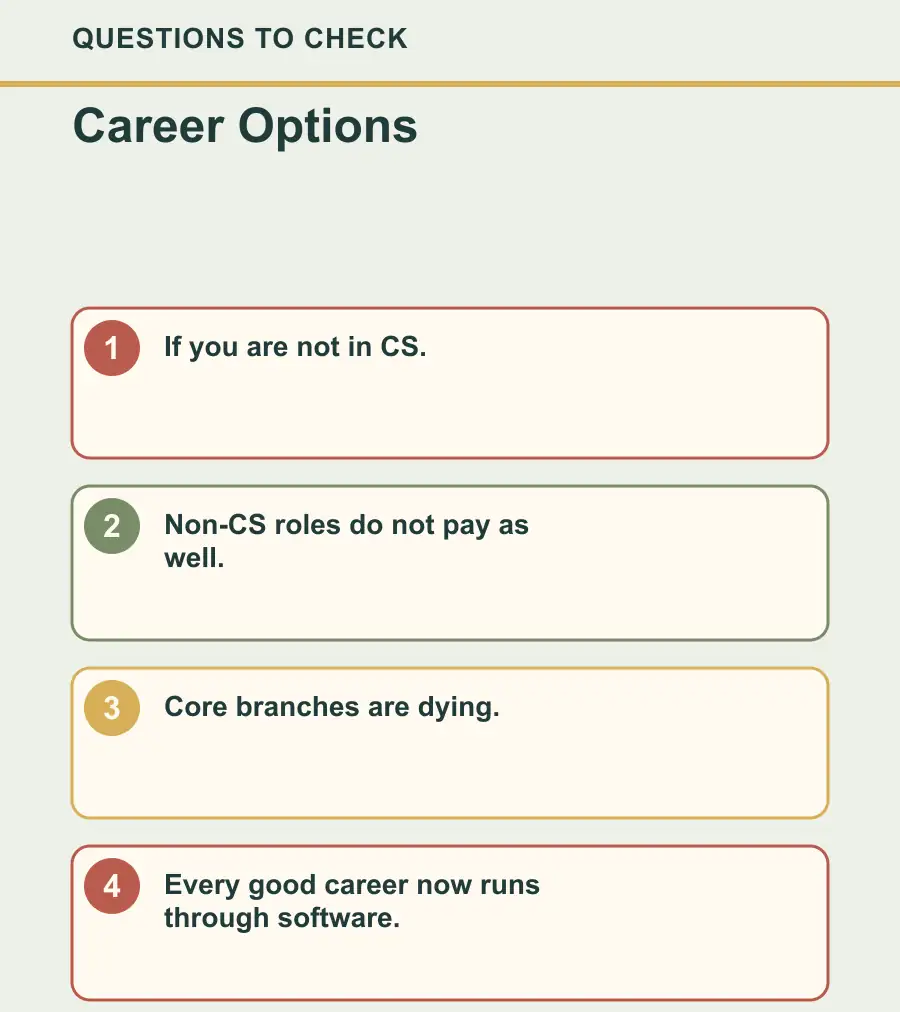 QUESTIONS TO CHECK
Career Options
1
If you are not in CS.
2
Non-CS roles do not pay as
well.
3
Core branches are dying.
4
Every good career now runs
through software.